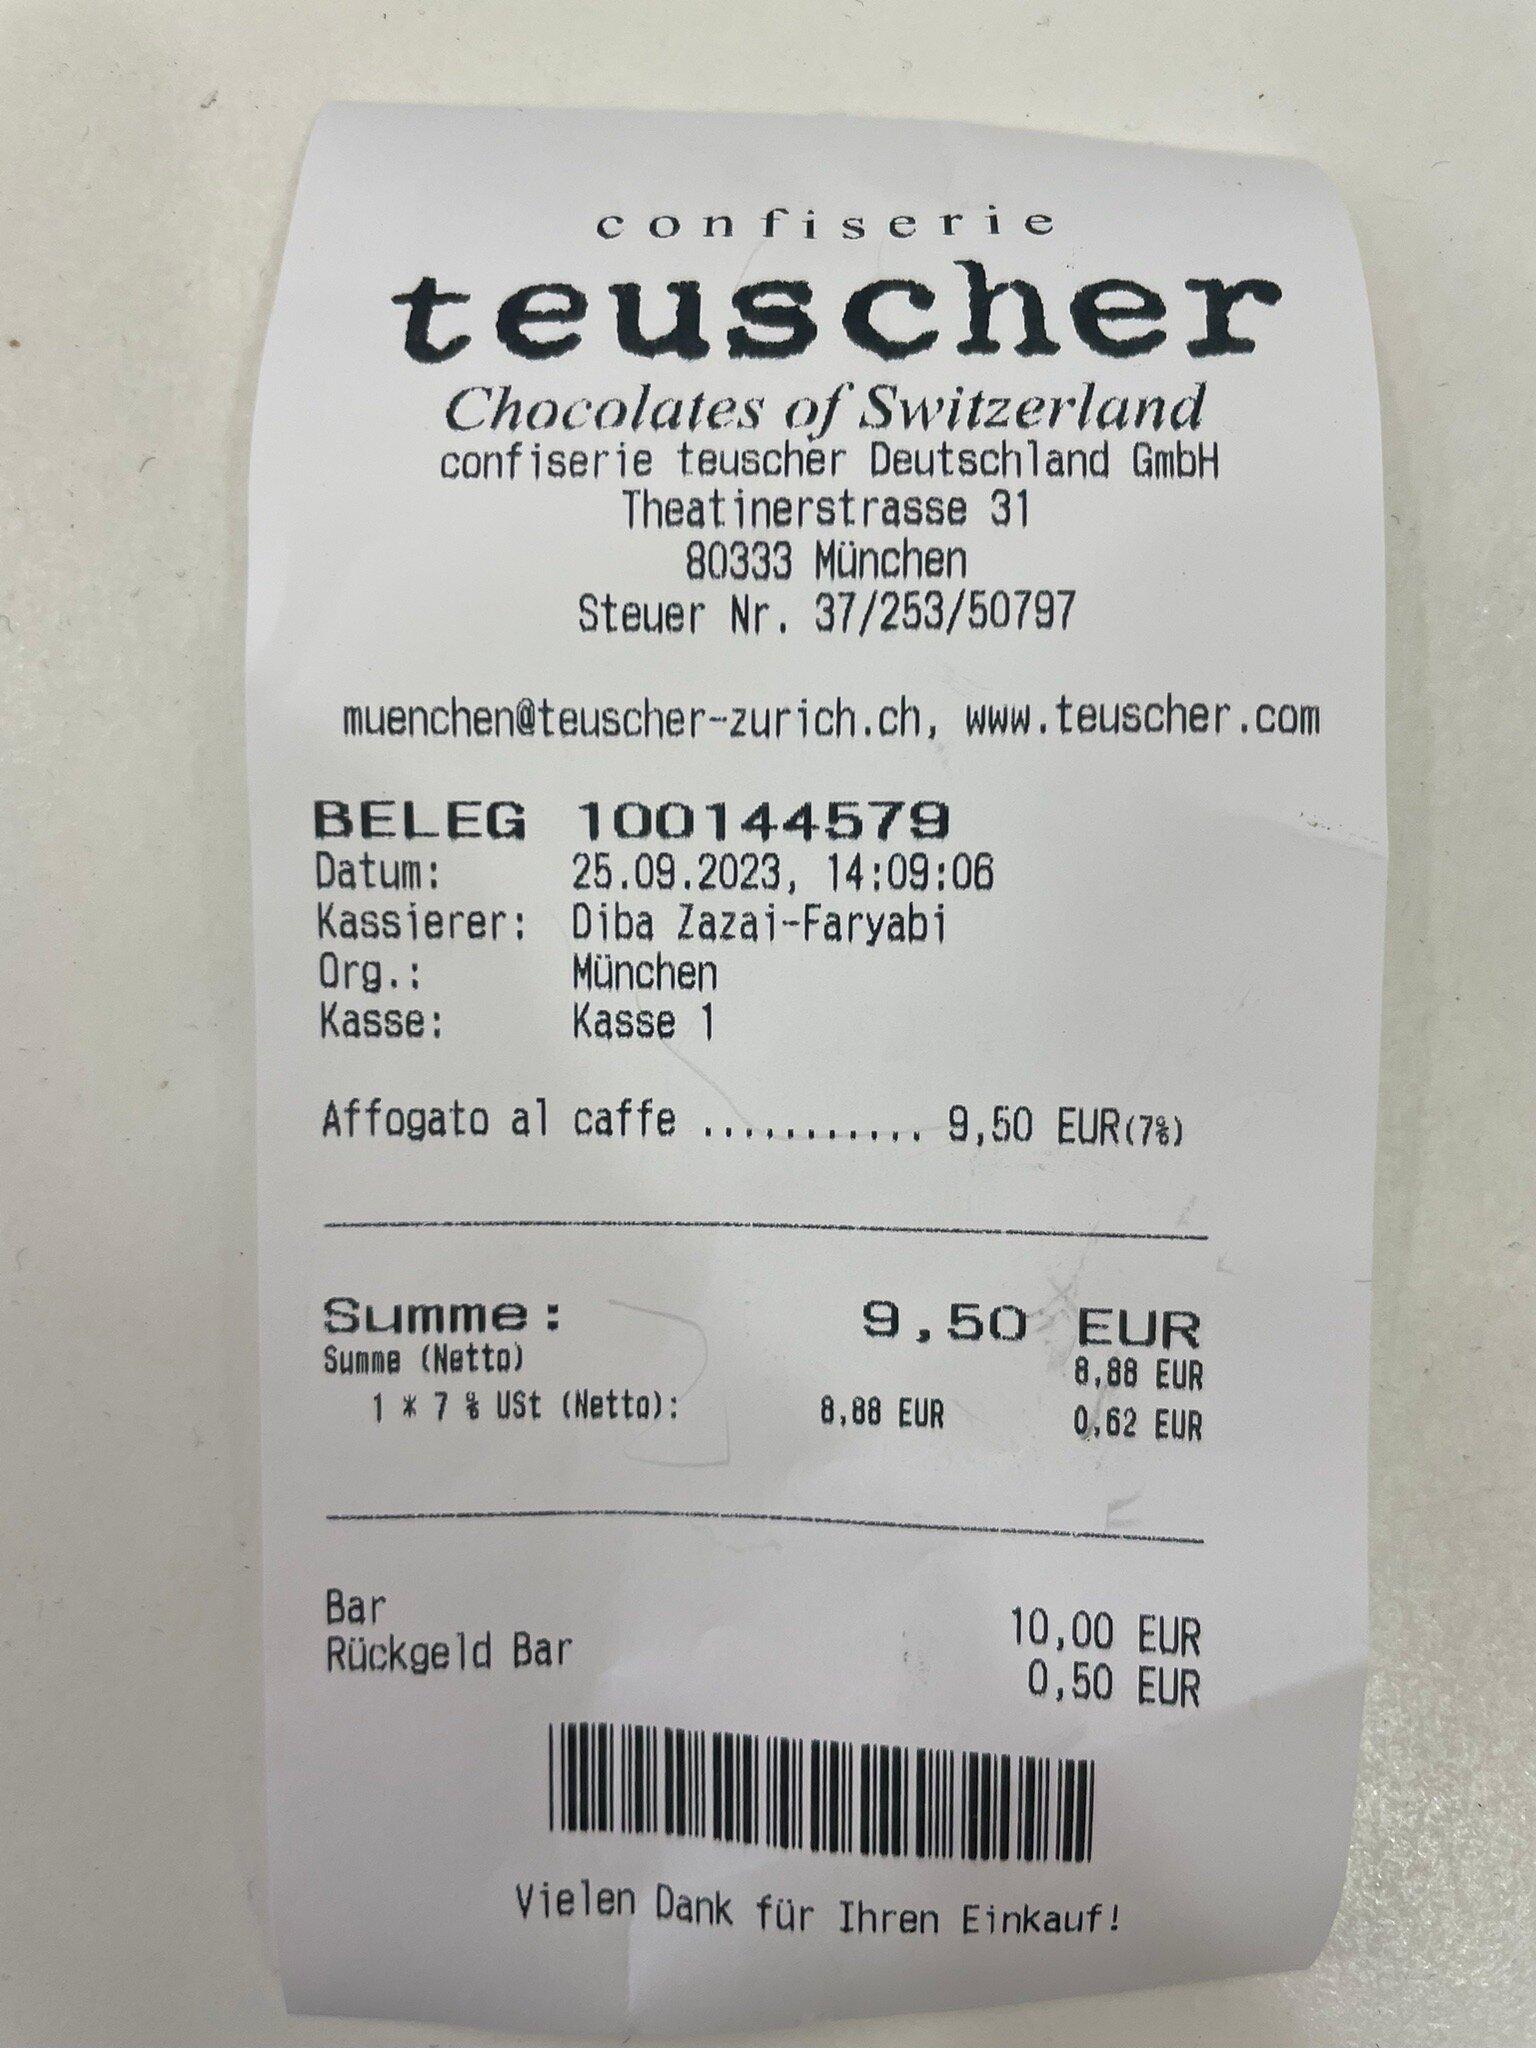 confiserie
teuscher
Chocolates of Switzerland
confiserie teuscher Deutschland GmbH
Theatinerstrasse 31
80333 München
Steuer Nr. 37/253/50797
muenchen@teuscher-zurich.ch, www.teuscher.com
BELEG 100144579
Datum: 25.09.2023, 14:09:06
Kassierer: Diba Zazai-Faryabi
Org.: München
Kasse: Kasse 1
Affogato al caffe ........... 9,50 EUR(7%)
Summe: 9,50 EUR
Summe (Netto) 8,88 EUR
1 * 7 % USt (Netto): 8,88 EUR 0,62 EUR
Bar 10,00 EUR
Rückgeld Bar 0,50 EUR
Vielen Dank für Ihren Einkauf!